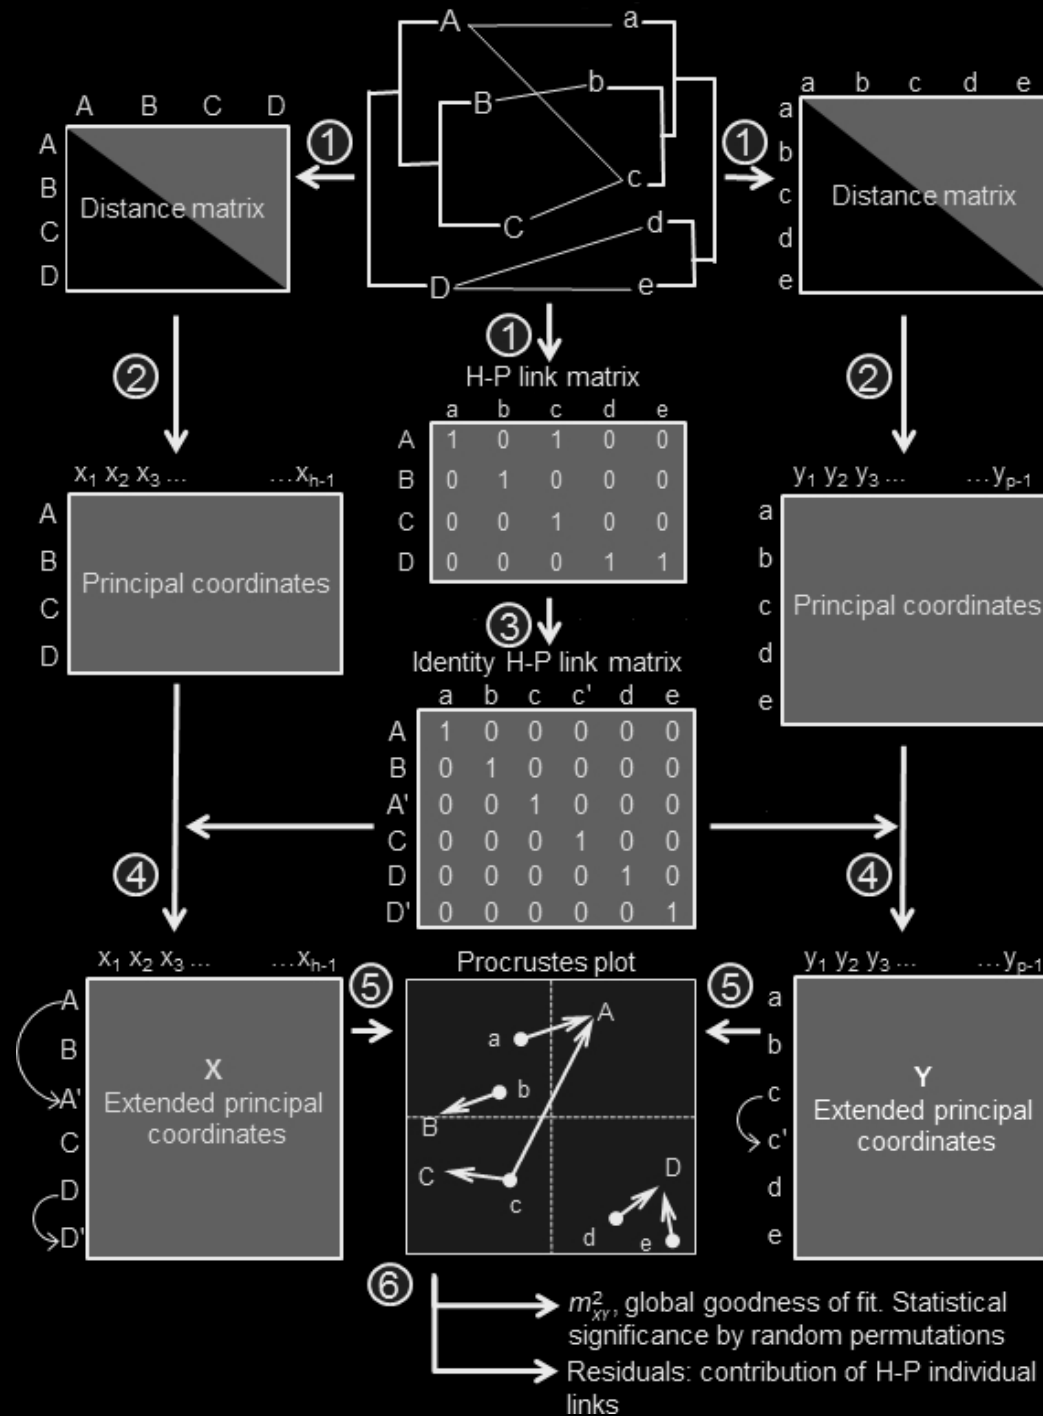 A a
B b
c
C
d
D e
A B C D
A
B
C
D
Distance matrix
1
1
a b c d e
a
b
c
d
e
Distance matrix
2
1
2
H-P link matrix
a b c d e
A 1 0 1 0 0
B 0 1 0 0 0
C 0 0 1 0 0
D 0 0 0 1 1
x1 x2 x3 ... ...xh-1
A
B
C
D
Principal coordinates
y1 y2 y3 ... ...yp-1
a
b
c
d
e
Principal coordinates
3
Identity H-P link matrix
a b c c' d e
A 1 0 0 0 0 0
B 0 1 0 0 0 0
A' 0 0 1 0 0 0
C 0 0 0 1 0 0
D 0 0 0 0 1 0
D' 0 0 0 0 0 1
4
4
x1 x2 x3 ... ...xh-1
A
B
A'
C
D
D'
X
Extended principal
coordinates
5
Procrustes plot
a A
b
B
C
c
D
d e
5
y1 y2 y3 ... ...yp-1
a
b
c
c'
d
e
Y
Extended principal
coordinates
6
m²XY, global goodness of fit. Statistical
significance by random permutations
Residuals: contribution of H-P individual
links